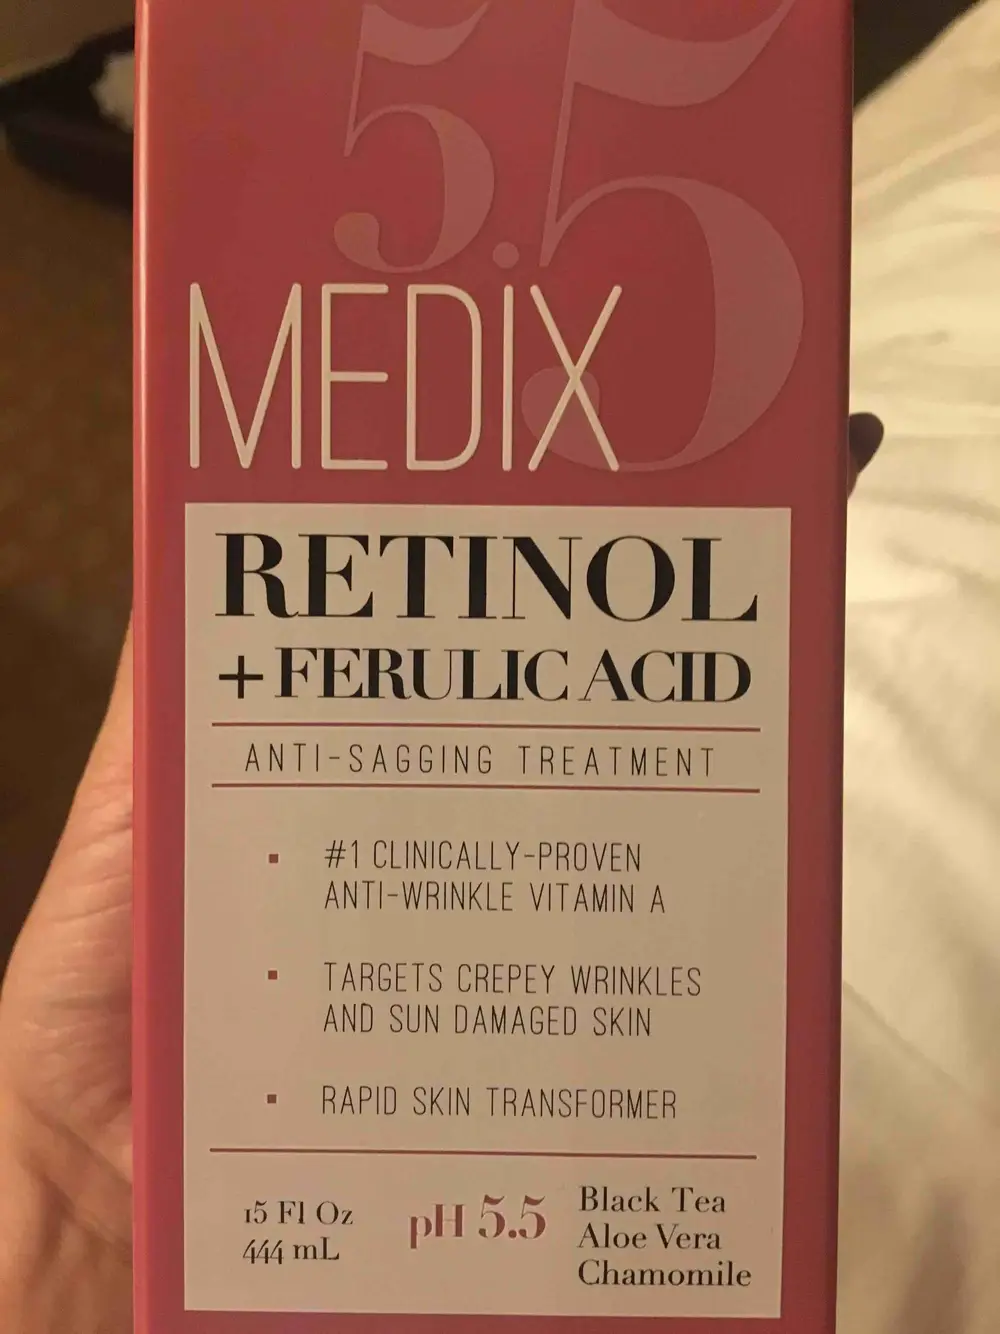 5.5
MEDiX
RETINOL
+ FERULIC ACID
ANTI-SAGGING TREATMENT
▪ #1 CLINICALLY-PROVEN
ANTI-WRINKLE VITAMIN A
▪ TARGETS CREPEY WRINKLES
AND SUN DAMAGED SKIN
▪ RAPID SKIN TRANSFORMER
15 Fl Oz
444 mL
pH 5.5
Black Tea
Aloe Vera
Chamomile